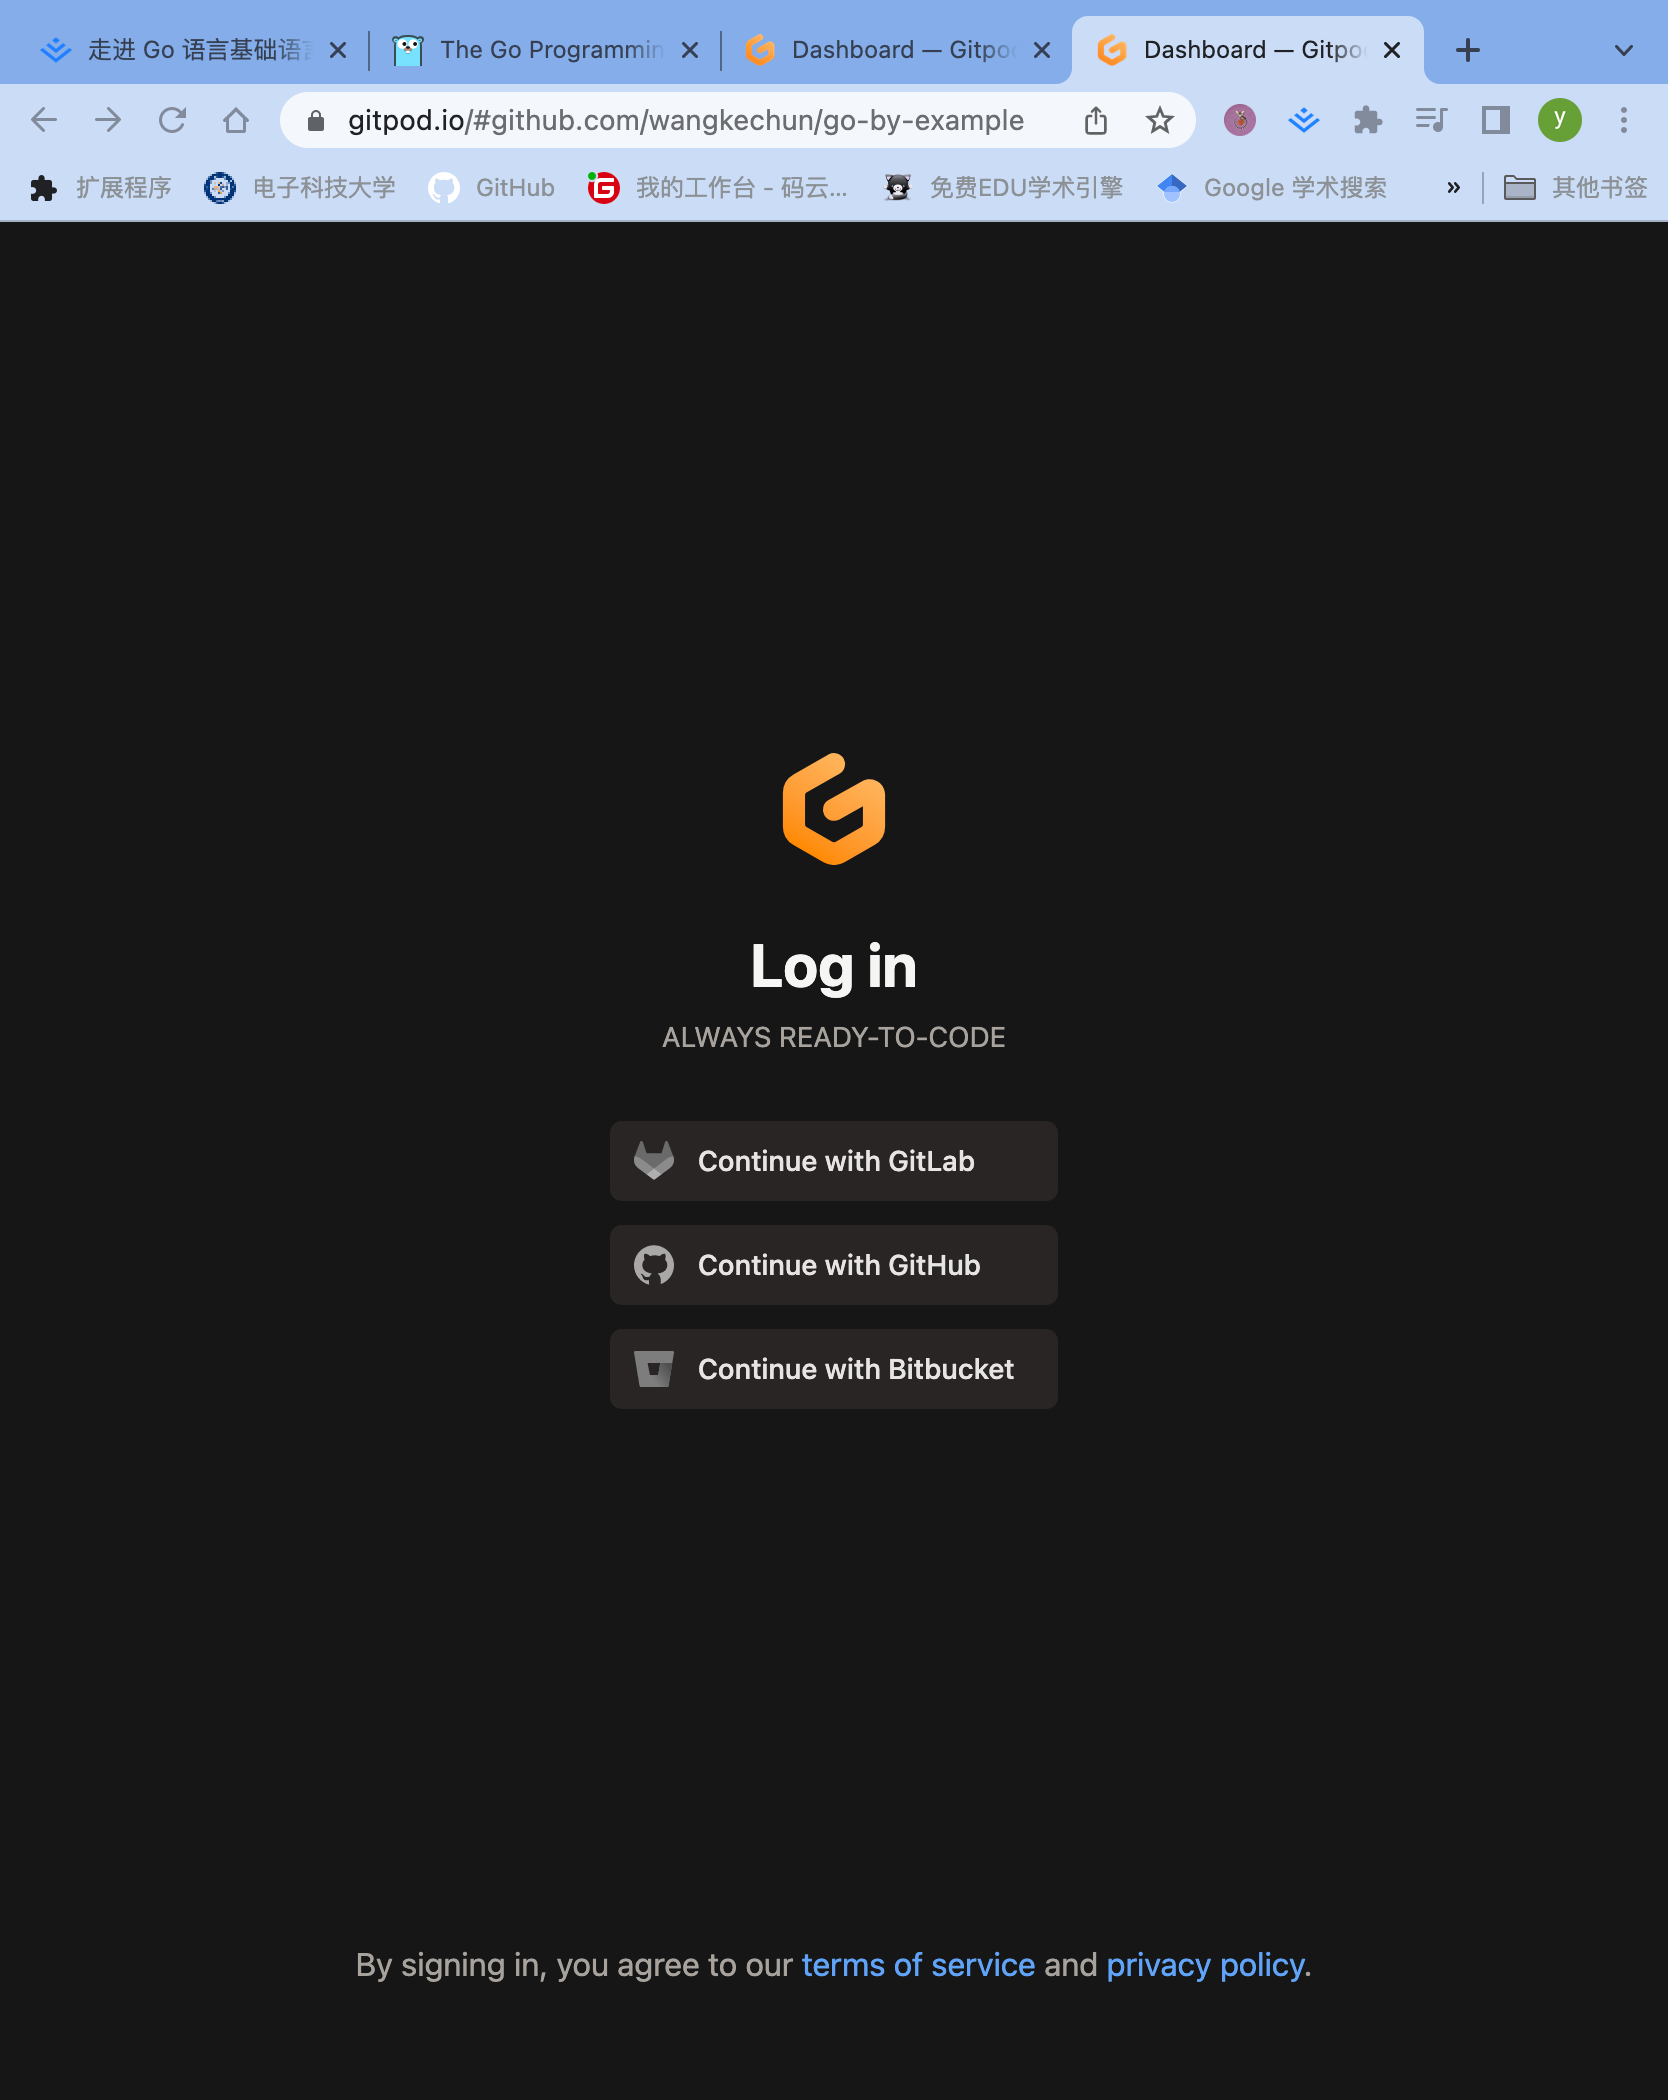 走进 Go 语言基础语言
The Go Programmin
Dashboard — Gitpod
Dashboard — Gitpod
gitpod.io/#github.com/wangkechun/go-by-example
y
扩展程序
电子科技大学
GitHub
我的工作台 - 码云...
免费EDU学术引擎
Google 学术搜索
»
其他书签
Log in
ALWAYS READY-TO-CODE
Continue with GitLab
Continue with GitHub
Continue with Bitbucket
By signing in, you agree to our terms of service and privacy policy.